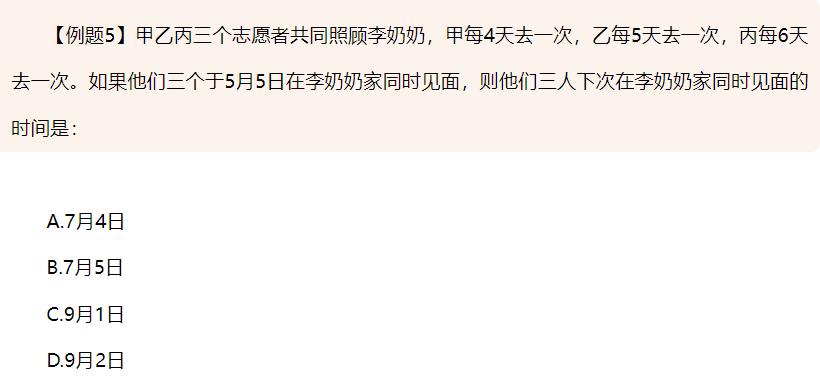 【例题5】甲乙丙三个志愿者共同照顾李奶奶，甲每4天去一次，乙每5天去一次，丙每6天
去一次。如果他们三个于5月5日在李奶奶家同时见面，则他们三人下次在李奶奶家同时见面的
时间是：
A.7月4日
B.7月5日
C.9月1日
D.9月2日